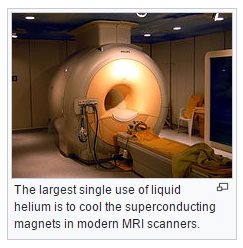 The largest single use of liquid
helium is to cool the superconducting
magnets in modern MRI scanners.